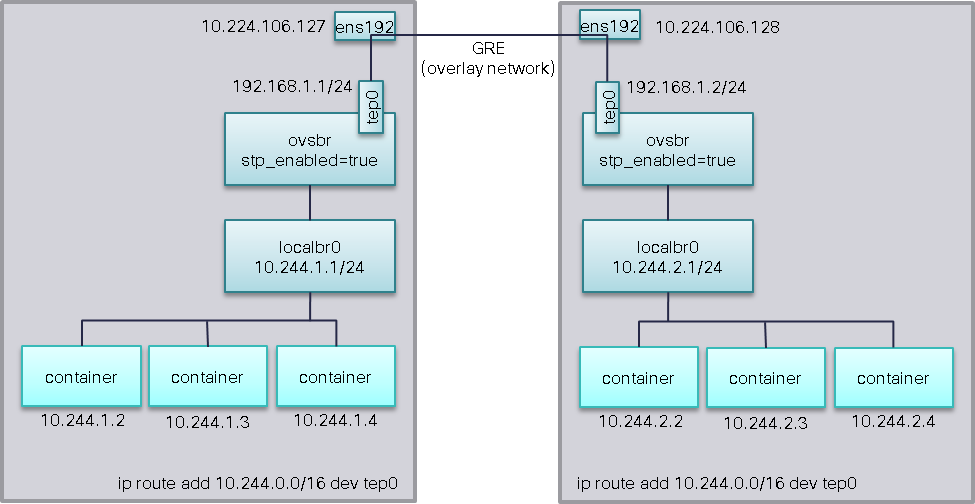 10.224.106.127
ens192
ens192
10.224.106.128
GRE
(overlay network)
192.168.1.1/24
tep0
tep0
192.168.1.2/24
ovsbr
stp_enabled=true
ovsbr
stp_enabled=true
localbr0
10.244.1.1/24
localbr0
10.244.2.1/24
container
container
container
container
container
container
10.244.1.2
10.244.1.3
10.244.1.4
10.244.2.2
10.244.2.3
10.244.2.4
ip route add 10.244.0.0/16 dev tep0
ip route add 10.244.0.0/16 dev tep0